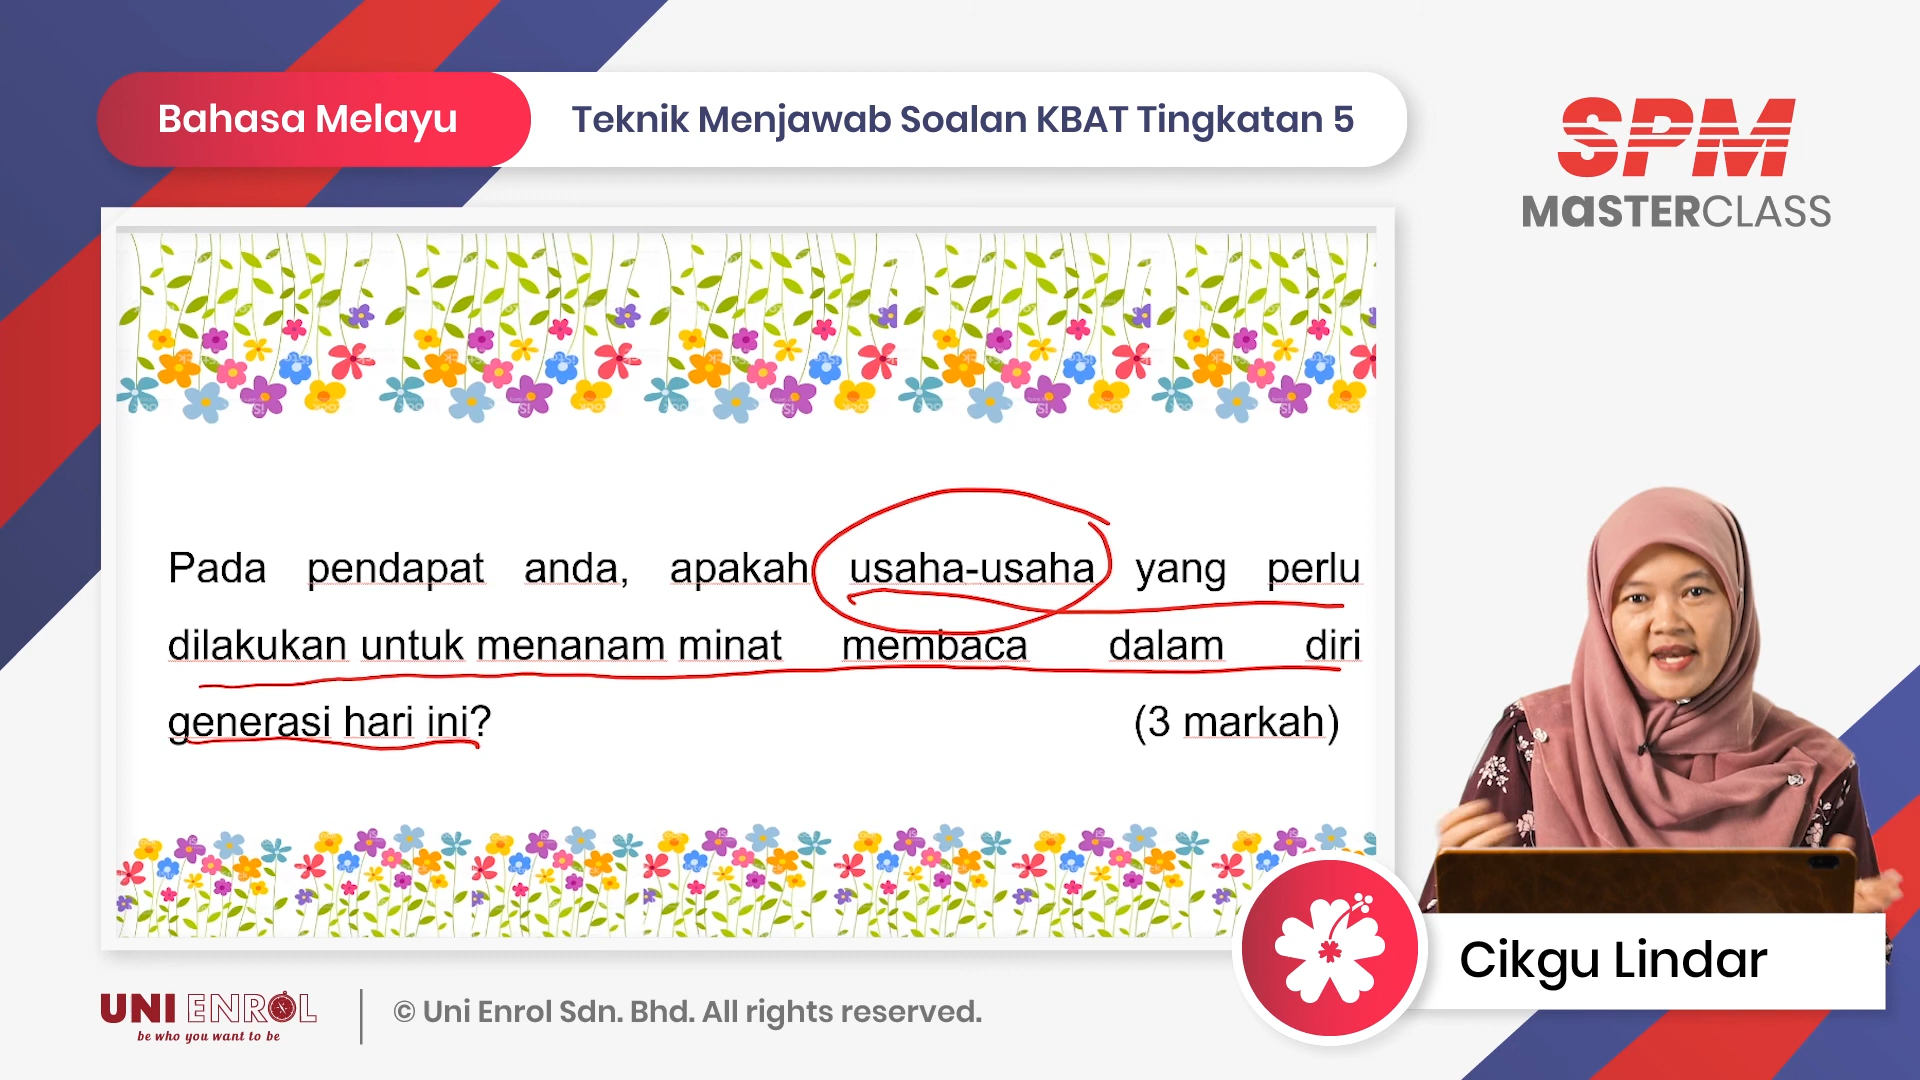 Bahasa Melayu
Teknik Menjawab Soalan KBAT Tingkatan 5
SPM
MASTERCLASS
Pada pendapat anda, apakah usaha-usaha yang perlu
dilakukan untuk menanam minat membaca dalam diri
generasi hari ini? (3 markah)
Cikgu Lindar
UNI ENROL
be who you want to be
© Uni Enrol Sdn. Bhd. All rights reserved.